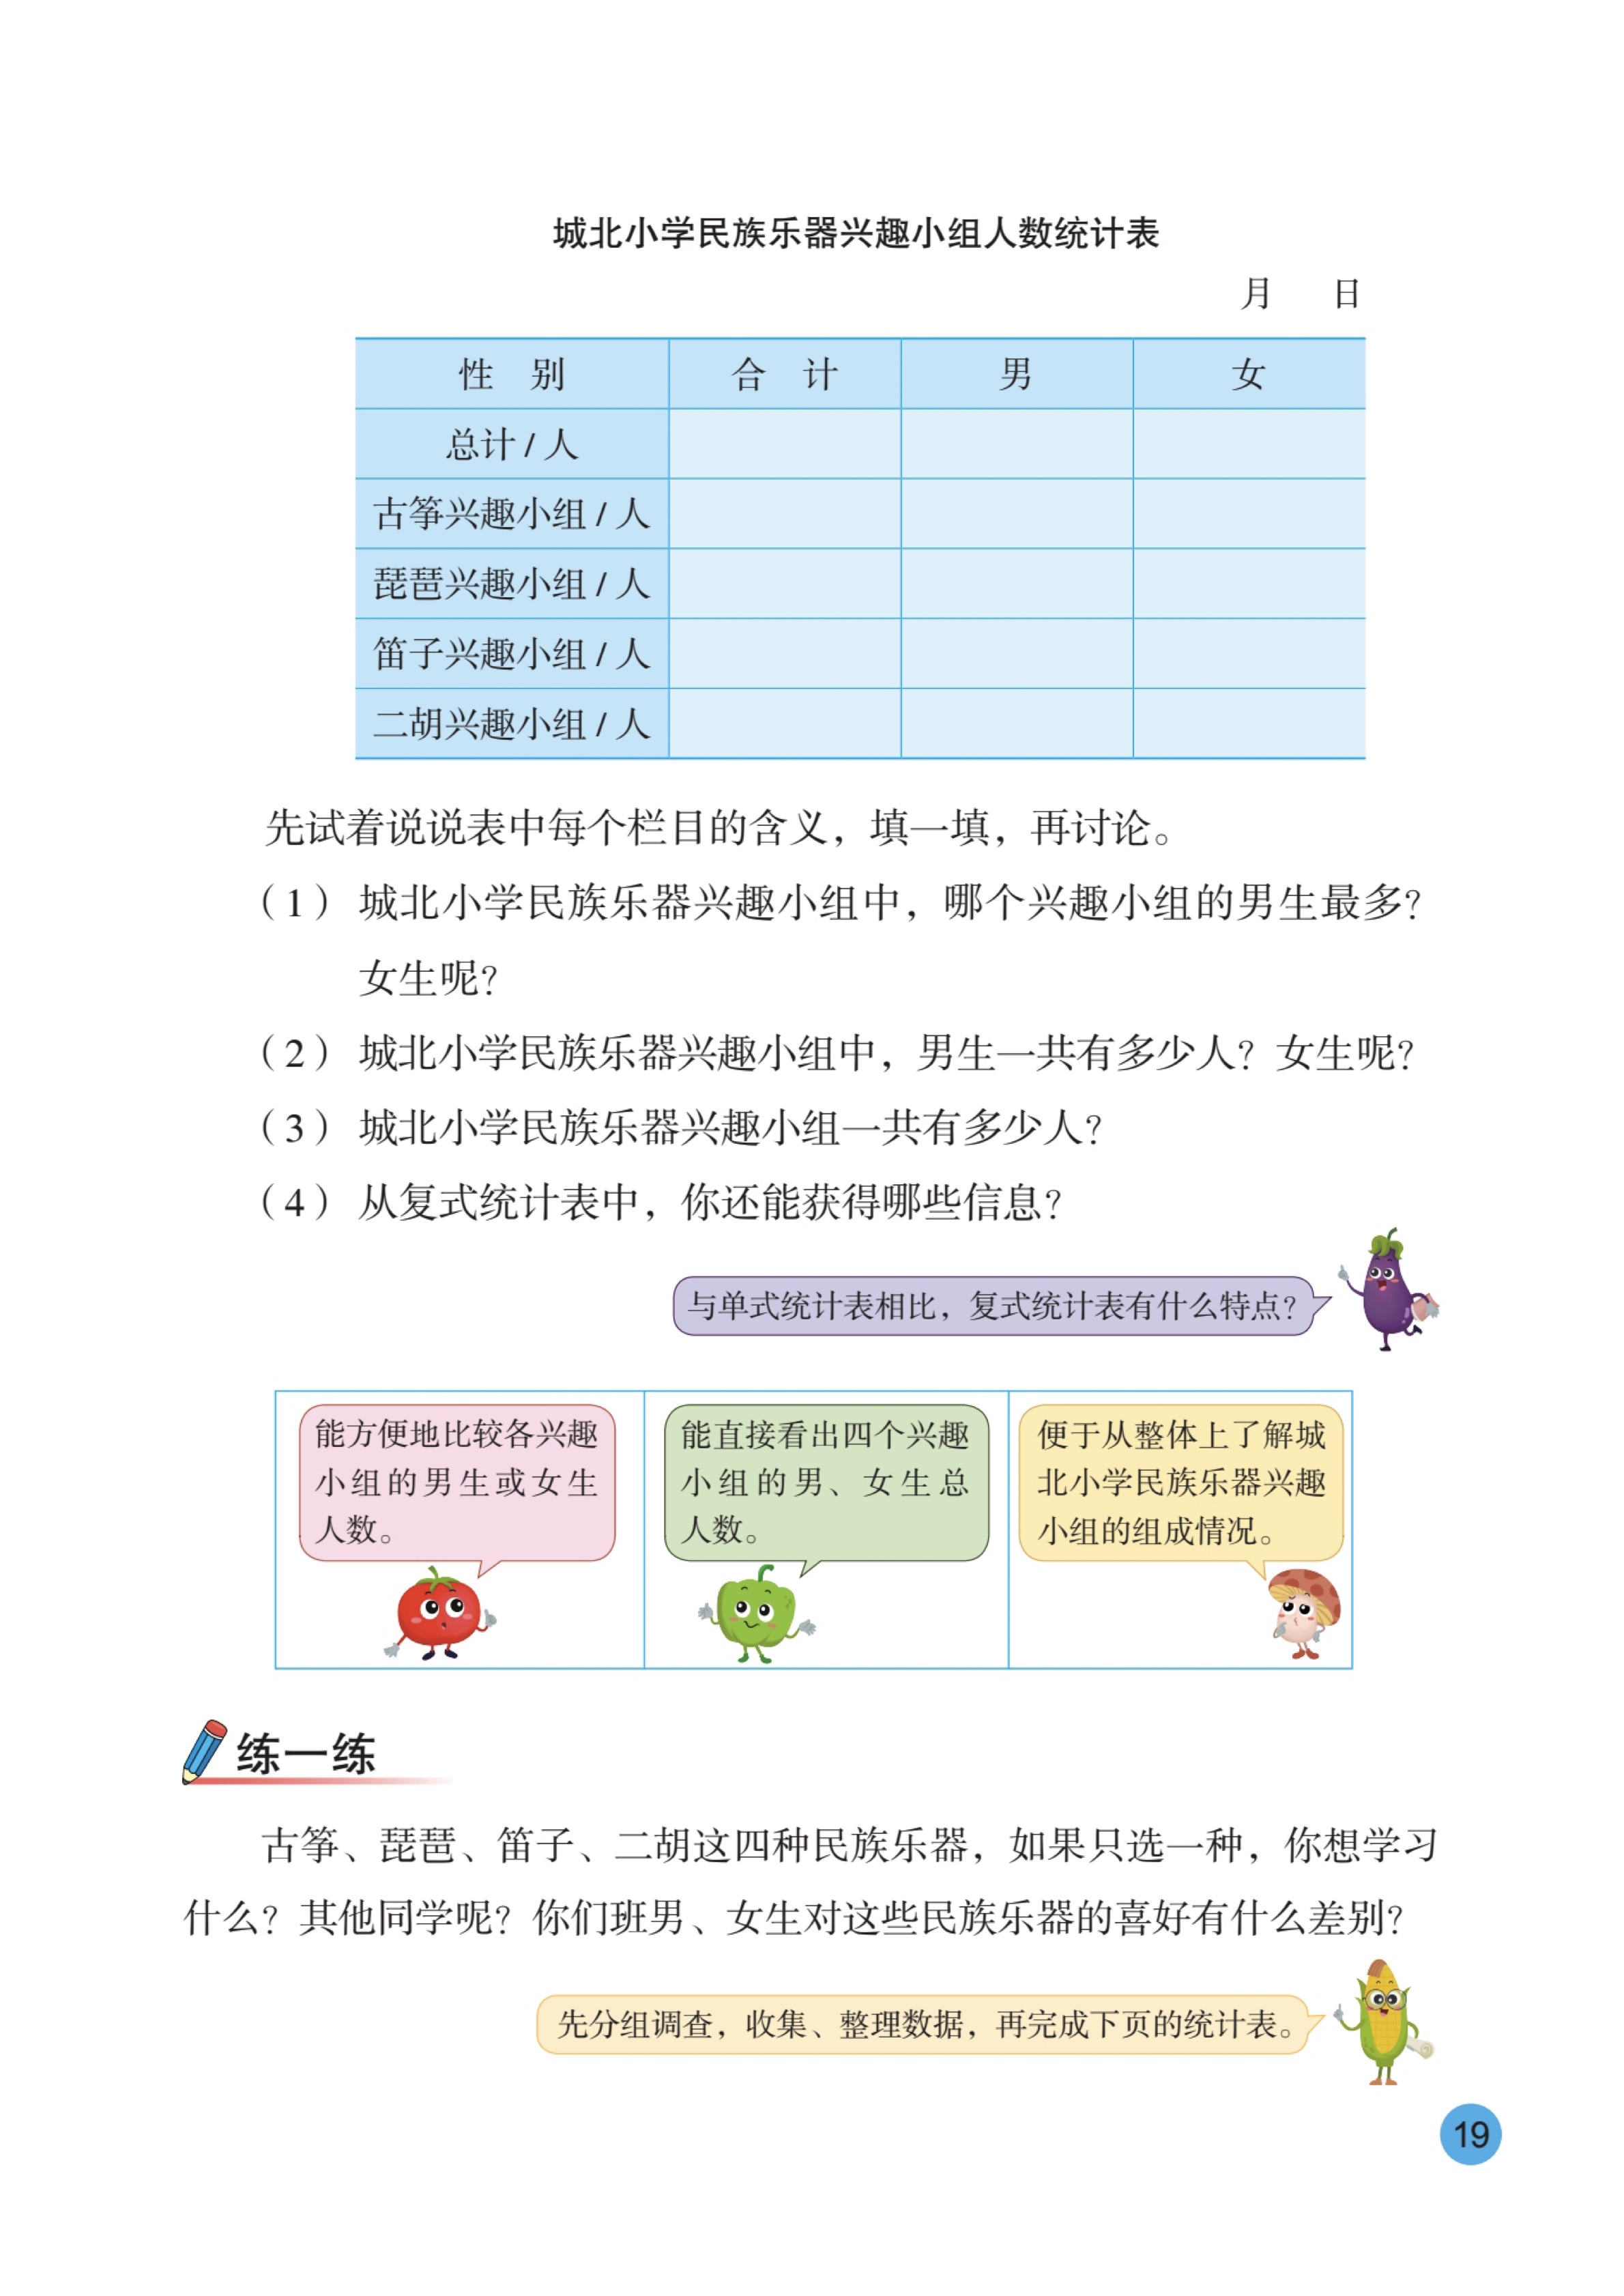 城北小学民族乐器兴趣小组人数统计表
月 日
性 别 合 计 男 女
总计 / 人
古筝兴趣小组 / 人
琵琶兴趣小组 / 人
笛子兴趣小组 / 人
二胡兴趣小组 / 人
先试着说说表中每个栏目的含义，填一填，再讨论。
（1） 城北小学民族乐器兴趣小组中，哪个兴趣小组的男生最多？
女生呢？
（2） 城北小学民族乐器兴趣小组中，男生一共有多少人？女生呢？
（3） 城北小学民族乐器兴趣小组一共有多少人？
（4） 从复式统计表中，你还能获得哪些信息？
与单式统计表相比，复式统计表有什么特点？
能方便地比较各兴趣
小组的男生或女生
人数。
能直接看出四个兴趣
小组的男、女生总
人数。
便于从整体上了解城
北小学民族乐器兴趣
小组的组成情况。
练一练
古筝、琵琶、笛子、二胡这四种民族乐器，如果只选一种，你想学习
什么？其他同学呢？你们班男、女生对这些民族乐器的喜好有什么差别？
先分组调查，收集、整理数据，再完成下页的统计表。
19